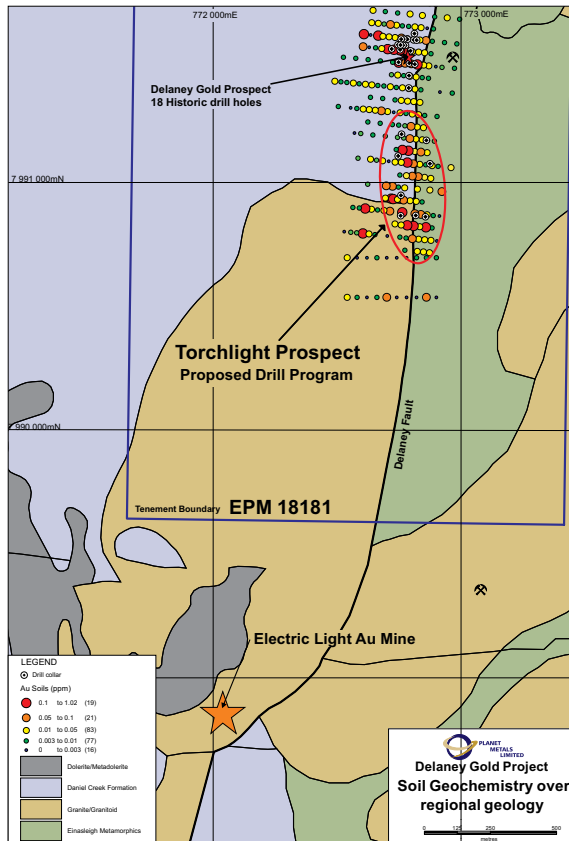 772 000mE
773 000mE
Delaney Gold Prospect
18 Historic drill holes
7 991 000mN
Torchlight Prospect
Proposed Drill Program
7 990 000mN
Delaney Fault
Tenement Boundary EPM 18181
Electric Light Au Mine
LEGEND
Drill collar
Au Soils (ppm)
0.1 to 1.02 (19)
0.05 to 0.1 (21)
0.01 to 0.05 (83)
0.003 to 0.01 (77)
0 to 0.003 (16)
Dolerite/Metadolerite
Daniel Creek Formation
Granite/Granitoid
Einasleigh Metamorphics
PLANET
METALS
LIMITED
Delaney Gold Project
Soil Geochemistry over
regional geology
0 125 250 500
metres